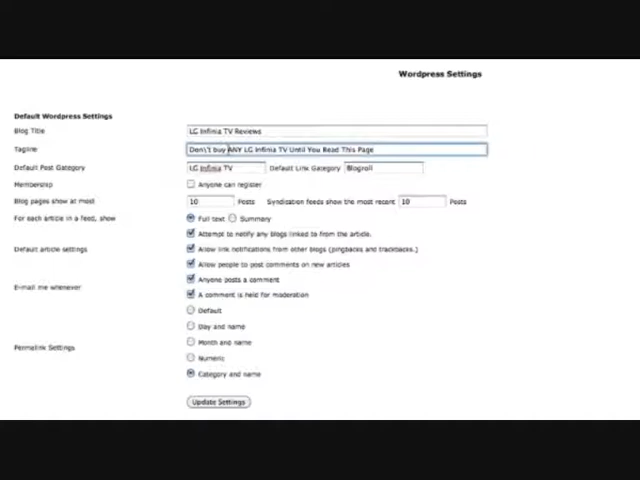 Wordpress Settings
Default Wordpress Settings
Blog Title LG Infinia TV Reviews
Tagline Don\'t buy ANY LG Infinia TV Until You Read This Page
Default Post Category LG Infinia TV Default Link Category Blogroll
Membership Anyone can register
Blog pages show at most 10 Posts Syndication feeds show the most recent 10 Posts
For each article in a feed, show Full text Summary
Attempt to notify any Blogs linked to from the article.
Default article settings Allow link notifications from other blogs (pingbacks and trackbacks.)
Allow people to post comments on new articles
E-mail me whenever Anyone posts a comment
A comment is held for moderation
Default
Day and name
Permalink Settings Month and name
Numeric
Category and name
Update Settings